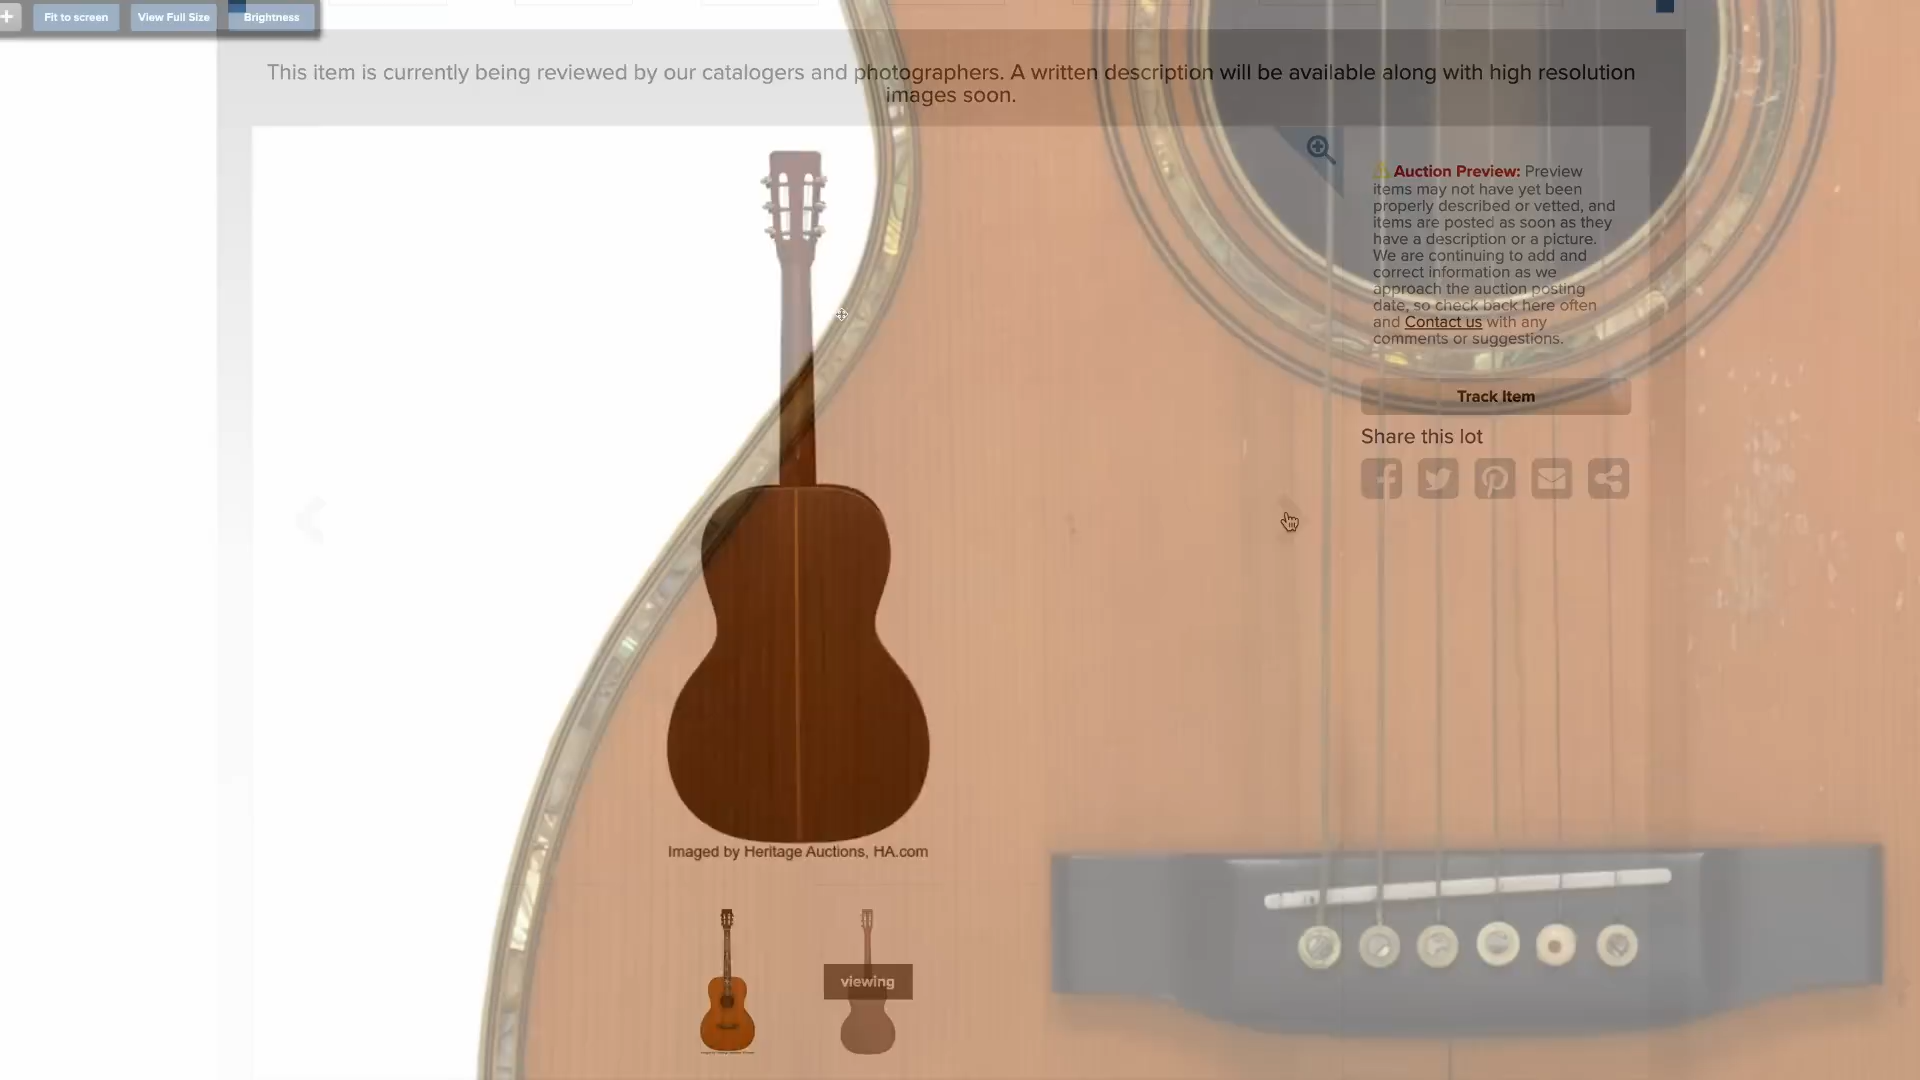 Fit to screen
View Full Size
Brightness
This item is currently being reviewed by our catalogers and photographers. A written description will be available along with high resolution
images soon.
Auction Preview: Preview
items may not have yet been
properly described or vetted, and
items are posted as soon as they
have a description or a picture.
We are continuing to add and
correct information as we
approach the auction posting
date, so check back here often
and Contact us with any
comments or suggestions.
Track Item
Share this lot
Imaged by Heritage Auctions, HA.com
viewing